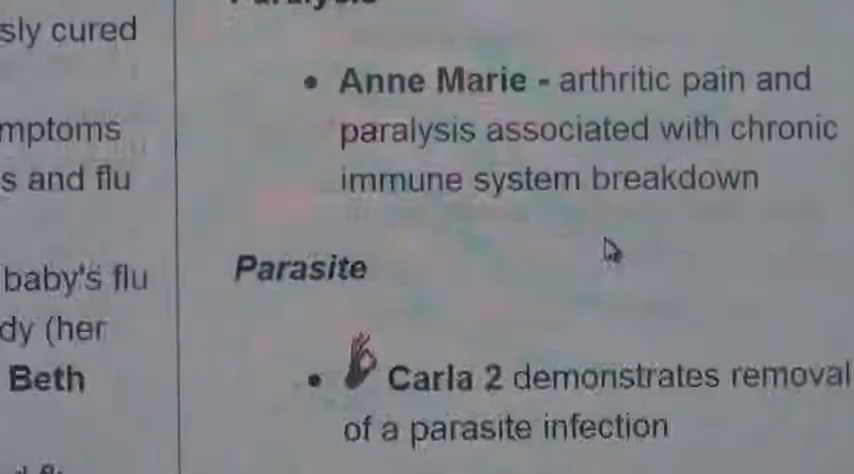 sly cured
mptoms
s and flu
baby's flu
dy (her
Beth
Paralysis
Anne Marie - arthritic pain and
paralysis associated with chronic
immune system breakdown
Parasite
Carla 2 demonstrates removal
of a parasite infection